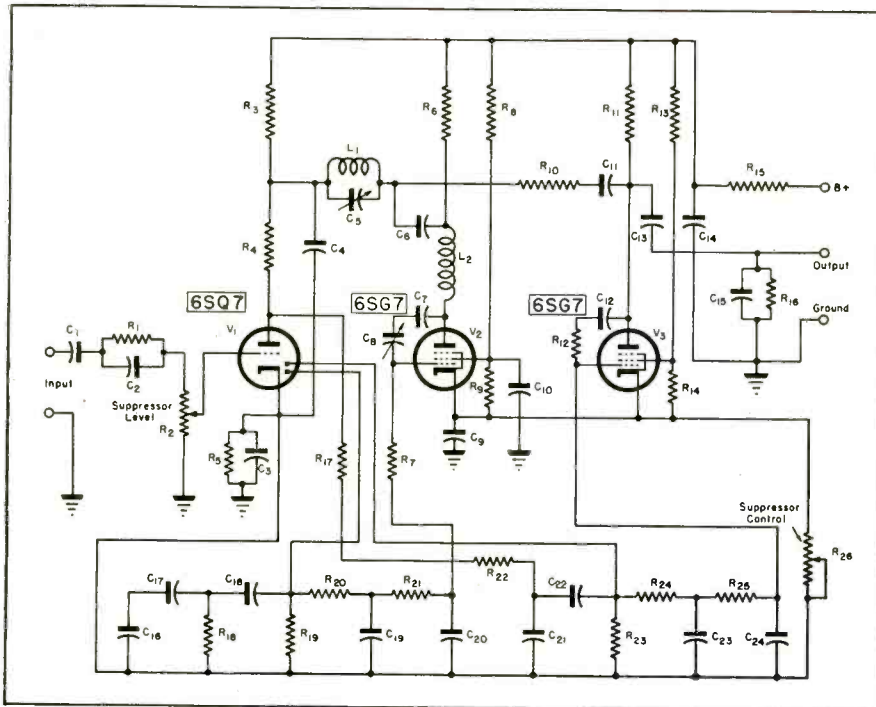 R3
R6
R8
R11
R13
L1
C5
R10
C11
R15
B+
C6
C13
C14
Output
R4
C4
L2
C15
R16
Ground
6SQ7
6SG7
C7
6SG7
C12
C1
R1
V1
C8
V2
R12
V3
C2
Input
Suppressor
Level
R2
R9
C10
R14
R5
C3
R17
R7
C9
Suppressor
Control
R26
C17
C18
R20
R21
R22
C22
R24
R25
C16
R18
R19
C19
C20
C21
R23
C23
C24